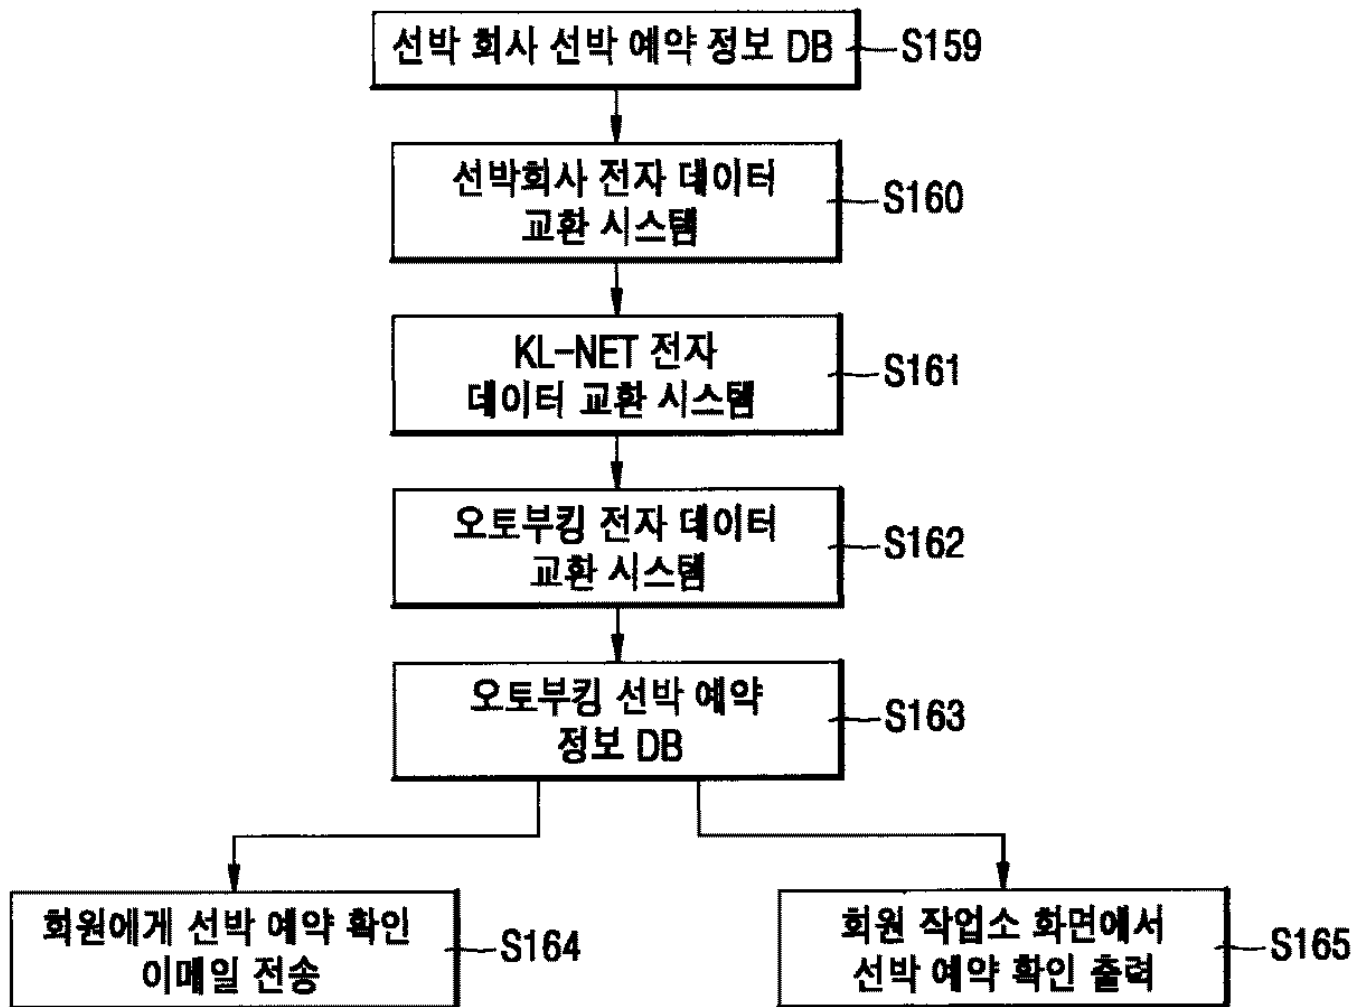 선박 회사 선박 예약 정보 DB
S159
선박회사 전자 데이터
교환 시스템
S160
KL-NET 전자
데이터 교환 시스템
S161
오토부킹 전자 데이터
교환 시스템
S162
오토부킹 선박 예약
정보 DB
S163
회원에게 선박 예약 확인
이메일 전송
S164
회원 작업소 화면에서
선박 예약 확인 출력
S165